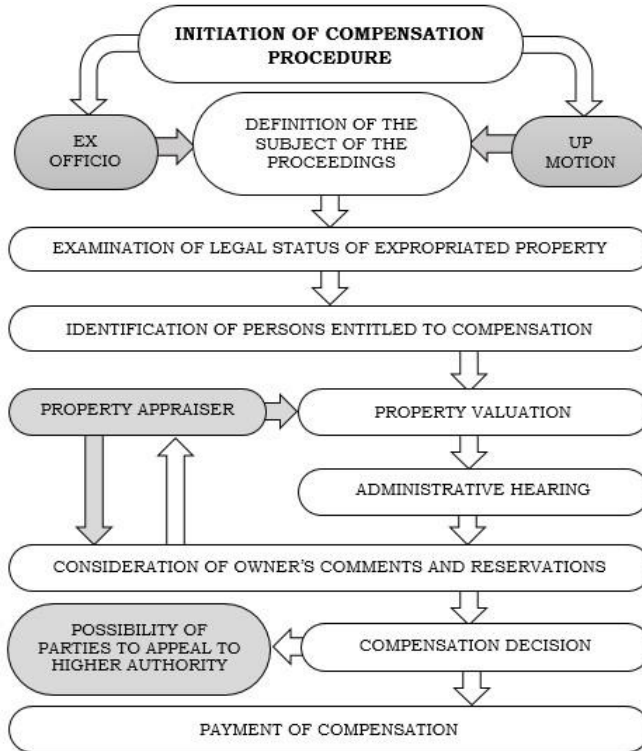 INITIATION OF COMPENSATION
PROCEDURE
EX
OFFICIO
DEFINITION OF THE
SUBJECT OF THE
PROCEEDINGS
UP
MOTION
EXAMINATION OF LEGAL STATUS OF EXPROPRIATED PROPERTY
IDENTIFICATION OF PERSONS ENTITLED TO COMPENSATION
PROPERTY APPRAISER
PROPERTY VALUATION
ADMINISTRATIVE HEARING
CONSIDERATION OF OWNER'S COMMENTS AND RESERVATIONS
POSSIBILITY OF
PARTIES TO APPEAL TO
HIGHER AUTHORITY
COMPENSATION DECISION
PAYMENT OF COMPENSATION